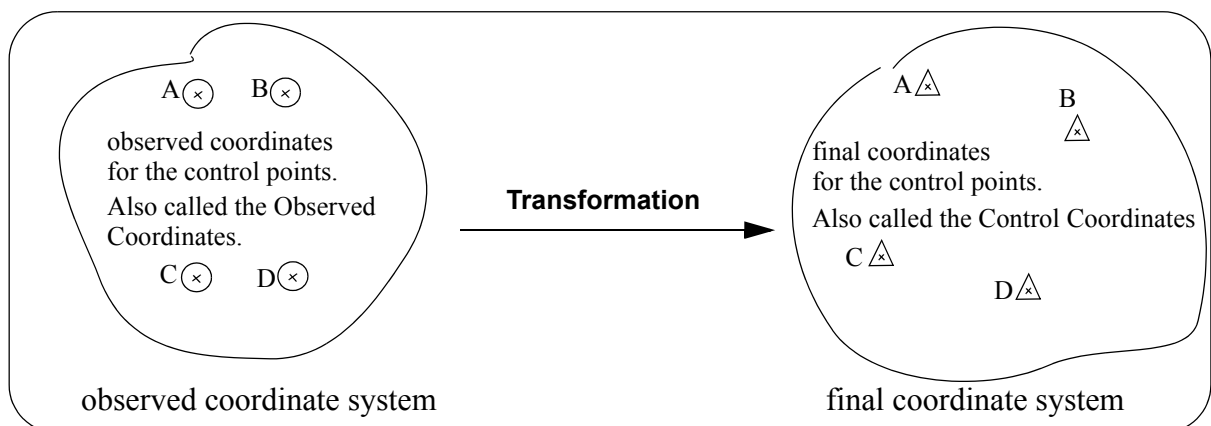 A
B
observed coordinates
for the control points.
Also called the Observed
Coordinates.
C
D
observed coordinate system
Transformation
A
B
final coordinates
for the control points.
Also called the Control Coordinates
C
D
final coordinate system